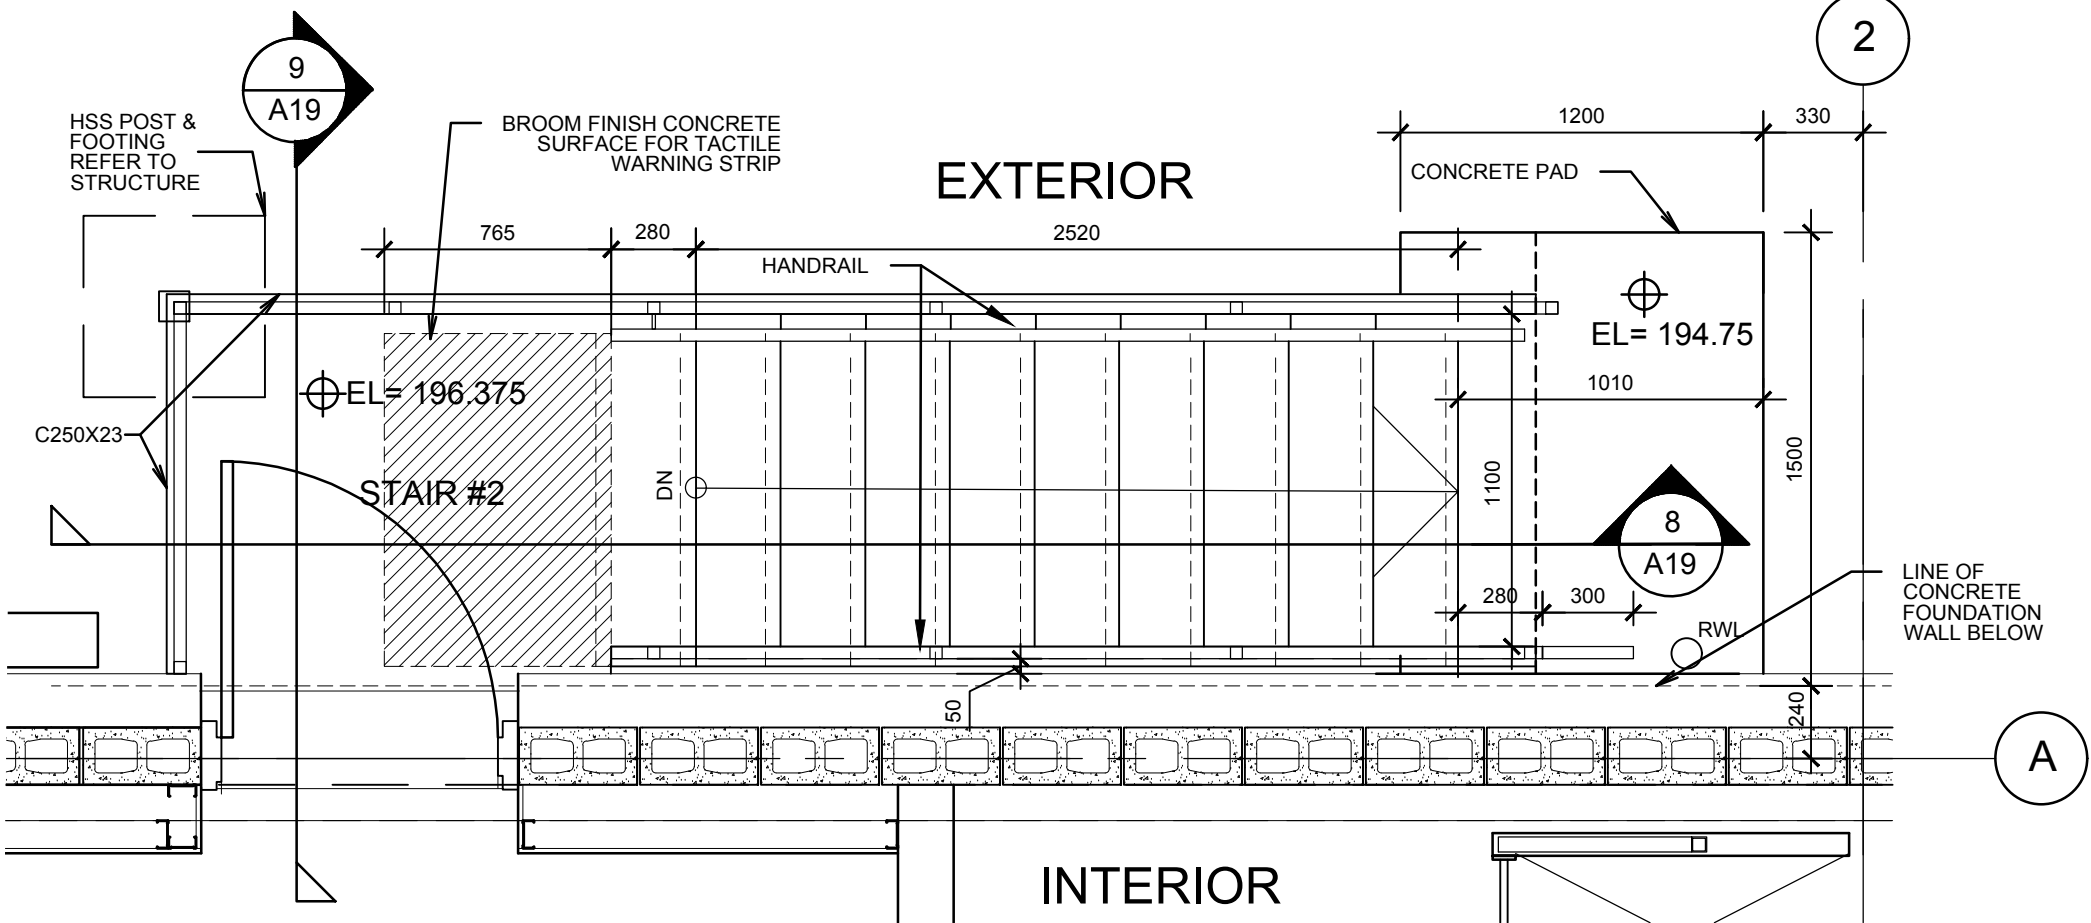 9
A19
2
HSS POST &
FOOTING
REFER TO
STRUCTURE
BROOM FINISH CONCRETE
SURFACE FOR TACTILE
WARNING STRIP
1200
330
EXTERIOR
CONCRETE PAD
765
280
2520
HANDRAIL
EL= 194.75
EL= 196.375
1010
C250X23
STAIR #2
DN
1100
1500
8
A19
280
300
LINE OF
CONCRETE
FOUNDATION
WALL BELOW
RWL
50
240
A
INTERIOR